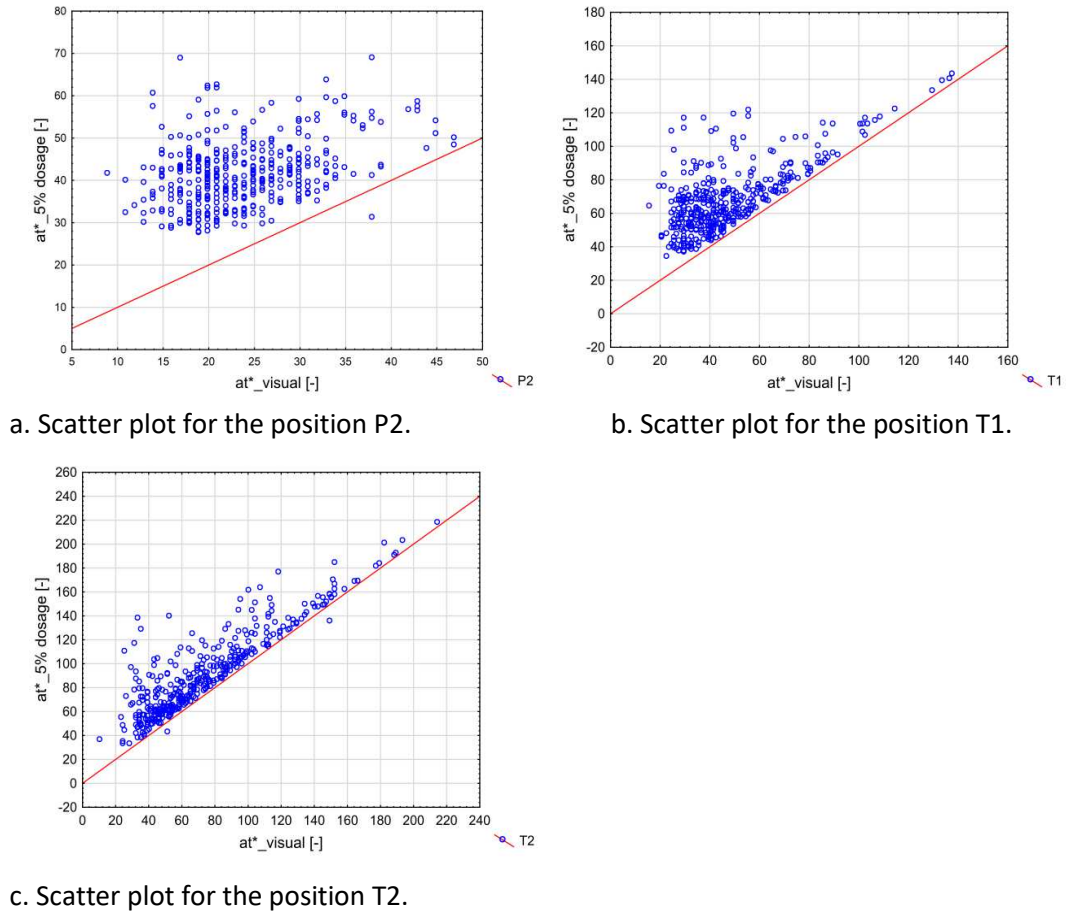 80
70
60
50
40
30
20
10
0
5 10 15 20 25 30 35 40 45 50
at*_5% dosage [-]
at*_visual [-]
P2
180
160
140
120
100
80
60
40
20
0
-20
0 20 40 60 80 100 120 140 160
at*_5% dosage [-]
at*_visual [-]
T1
a. Scatter plot for the position P2.
b. Scatter plot for the position T1.
260
240
220
200
180
160
140
120
100
80
60
40
20
0
-20
0 20 40 60 80 100 120 140 160 180 200 220 240
at*_5% dosage [-]
at*_visual [-]
T2
c. Scatter plot for the position T2.